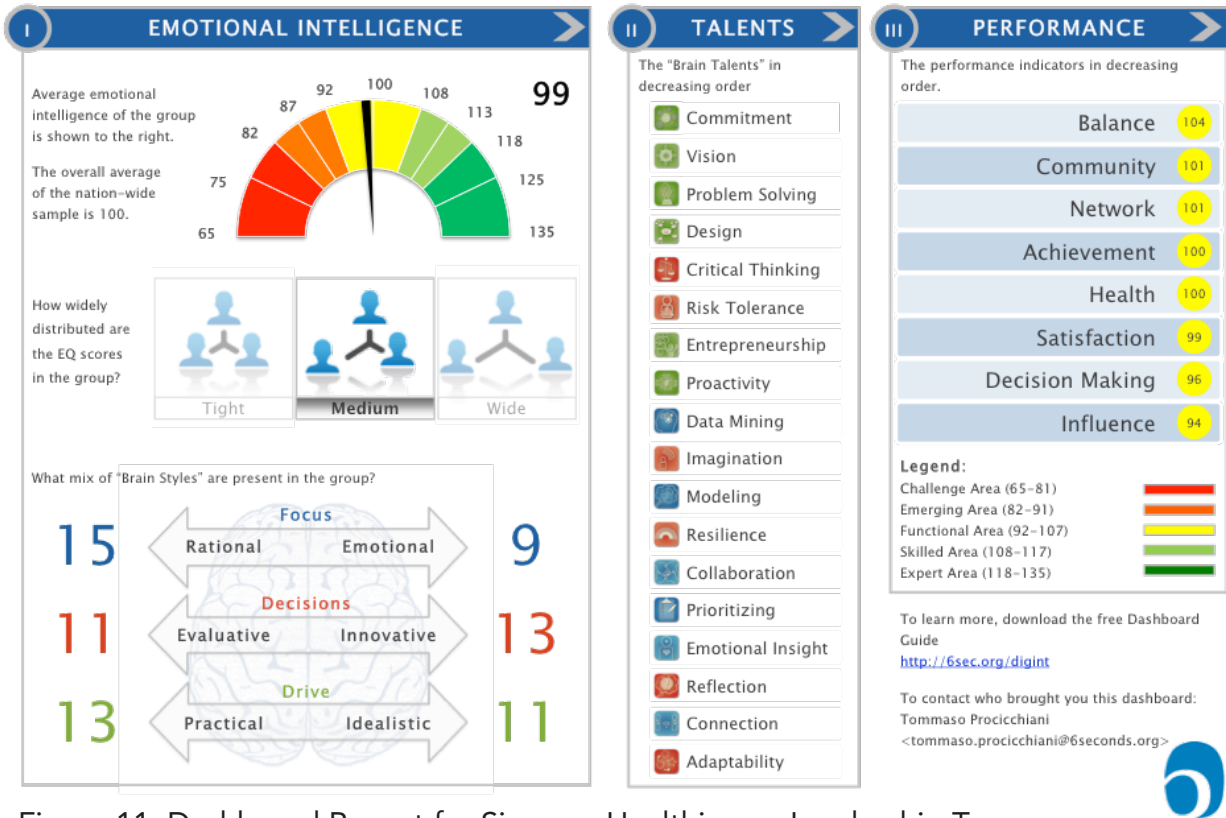 I
EMOTIONAL INTELLIGENCE
Average emotional
intelligence of the group
is shown to the right.
The overall average
of the nation-wide
sample is 100.
65
75
82
87
92
100
108
113
118
125
135
99
How widely
distributed are
the EQ scores
in the group?
Tight
Medium
Wide
What mix of "Brain Styles" are present in the group?
15
Focus
Rational Emotional
9
11
Decisions
Evaluative Innovative
13
13
Drive
Practical Idealistic
11
II
TALENTS
The "Brain Talents" in
decreasing order
Commitment
Vision
Problem Solving
Design
Critical Thinking
Risk Tolerance
Entrepreneurship
Proactivity
Data Mining
Imagination
Modeling
Resilience
Collaboration
Prioritizing
Emotional Insight
Reflection
Connection
Adaptability
III
PERFORMANCE
The performance indicators in decreasing
order.
Balance 104
Community 101
Network 101
Achievement 100
Health 100
Satisfaction 99
Decision Making 96
Influence 94
Legend:
Challenge Area (65-81)
Emerging Area (82-91)
Functional Area (92-107)
Skilled Area (108-117)
Expert Area (118-135)
To learn more, download the free Dashboard
Guide
http://6sec.org/digint
To contact who brought you this dashboard:
Tommaso Procicchiani
<tommaso.procicchiani@6seconds.org>
Figure 11: Dashboard Report for